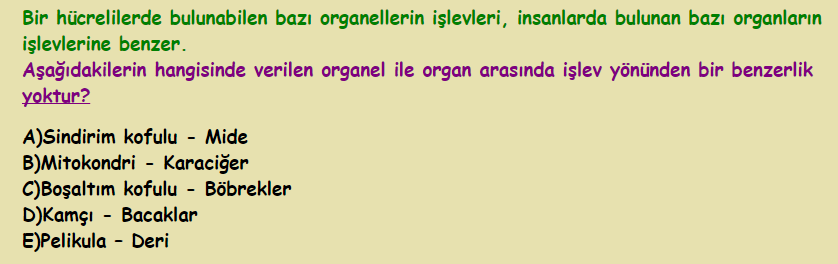 Bir hücrelilerde bulunabilen bazı organellerin işlevleri, insanlarda bulunan bazı organların
işlevlerine benzer.
Aşağıdakilerin hangisinde verilen organel ile organ arasında işlev yönünden bir benzerlik
yoktur?
A)Sindirim kofulu - Mide
B)Mitokondri - Karaciğer
C)Boşaltım kofulu - Böbrekler
D)Kamçı - Bacaklar
E)Pelikula – Deri